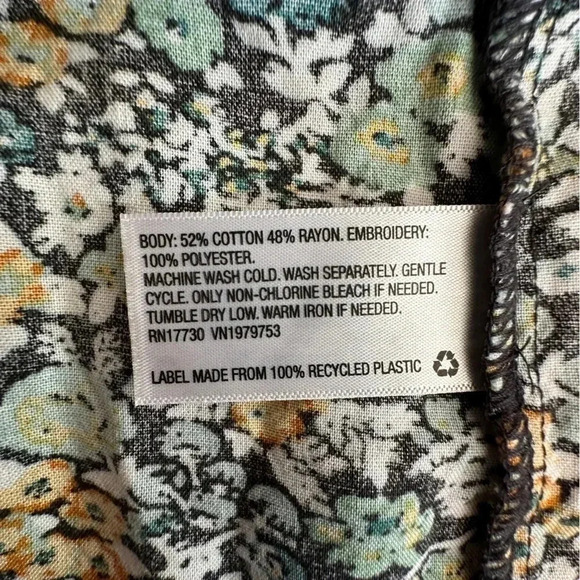 BODY: 52% COTTON 48% RAYON. EMBROIDERY:
100% POLYESTER.
MACHINE WASH COLD. WASH SEPARATELY. GENTLE
CYCLE. ONLY NON-CHLORINE BLEACH IF NEEDED.
TUMBLE DRY LOW. WARM IRON IF NEEDED.
RN17730 VN1979753
LABEL MADE FROM 100% RECYCLED PLASTIC